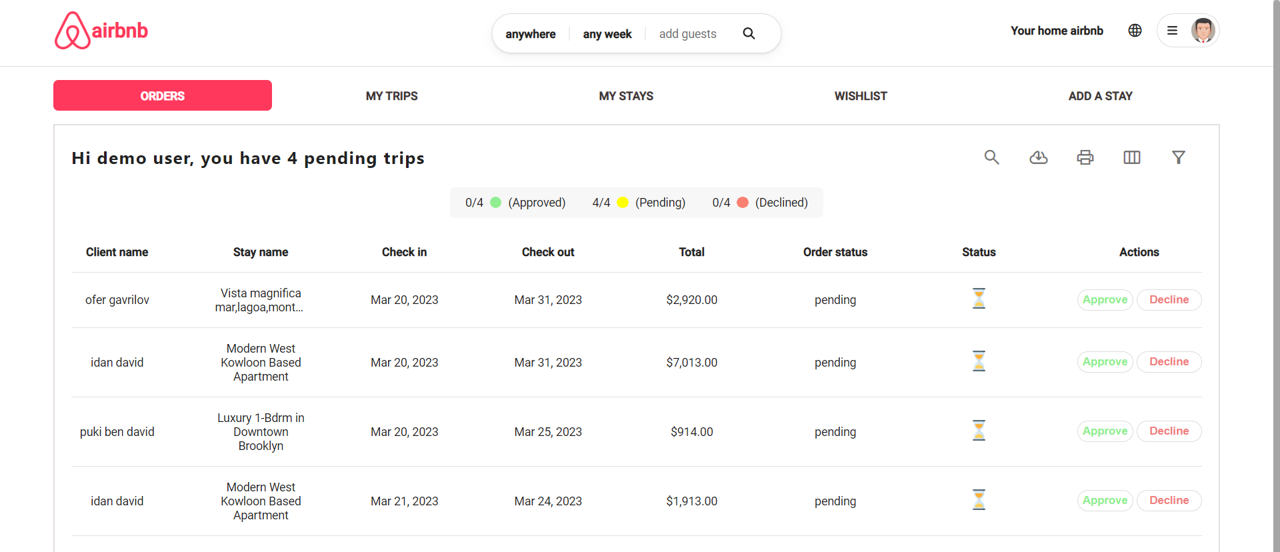 airbnb
anywhere any week add guests
Your home airbnb
ORDERS MY TRIPS MY STAYS WISHLIST ADD A STAY
Hi demo user, you have 4 pending trips
0/4 (Approved) 4/4 (Pending) 0/4 (Declined)
Client name Stay name Check in Check out Total Order status Status Actions
ofer gavrilov Vista magnifica Mar 20, 2023 Mar 31, 2023 $2,920.00 pending Approve Decline
mar,lagoa,mont...
Modern West
idan david Kowloon Based Mar 20, 2023 Mar 31, 2023 $7,013.00 pending Approve Decline
Apartment
Luxury 1-Bdrm in
puki ben david Downtown Mar 20, 2023 Mar 25, 2023 $914.00 pending Approve Decline
Brooklyn
Modern West
idan david Kowloon Based Mar 21, 2023 Mar 24, 2023 $1,913.00 pending Approve Decline
Apartment